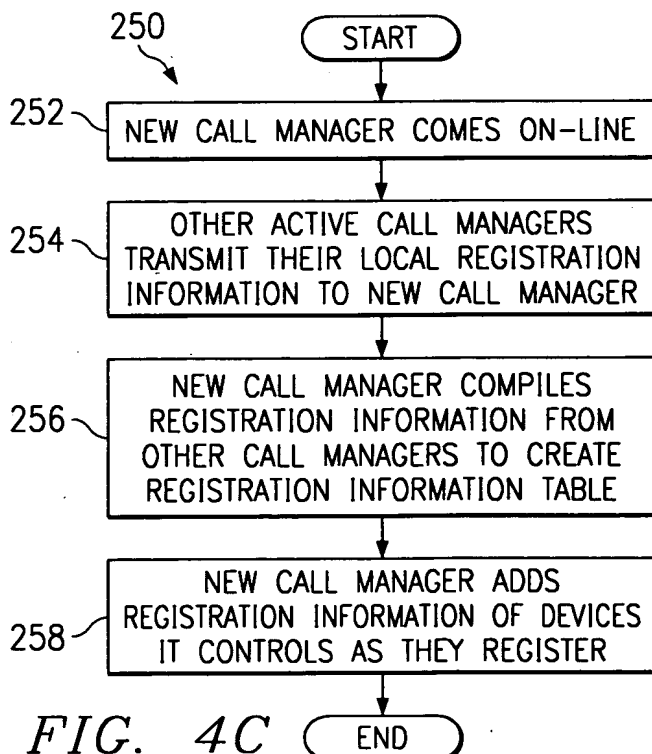 250
START
252
NEW CALL MANAGER COMES ON-LINE
254
OTHER ACTIVE CALL MANAGERS
TRANSMIT THEIR LOCAL REGISTRATION
INFORMATION TO NEW CALL MANAGER
256
NEW CALL MANAGER COMPILES
REGISTRATION INFORMATION FROM
OTHER CALL MANAGERS TO CREATE
REGISTRATION INFORMATION TABLE
258
NEW CALL MANAGER ADDS
REGISTRATION INFORMATION OF DEVICES
IT CONTROLS AS THEY REGISTER
FIG. 4C
END